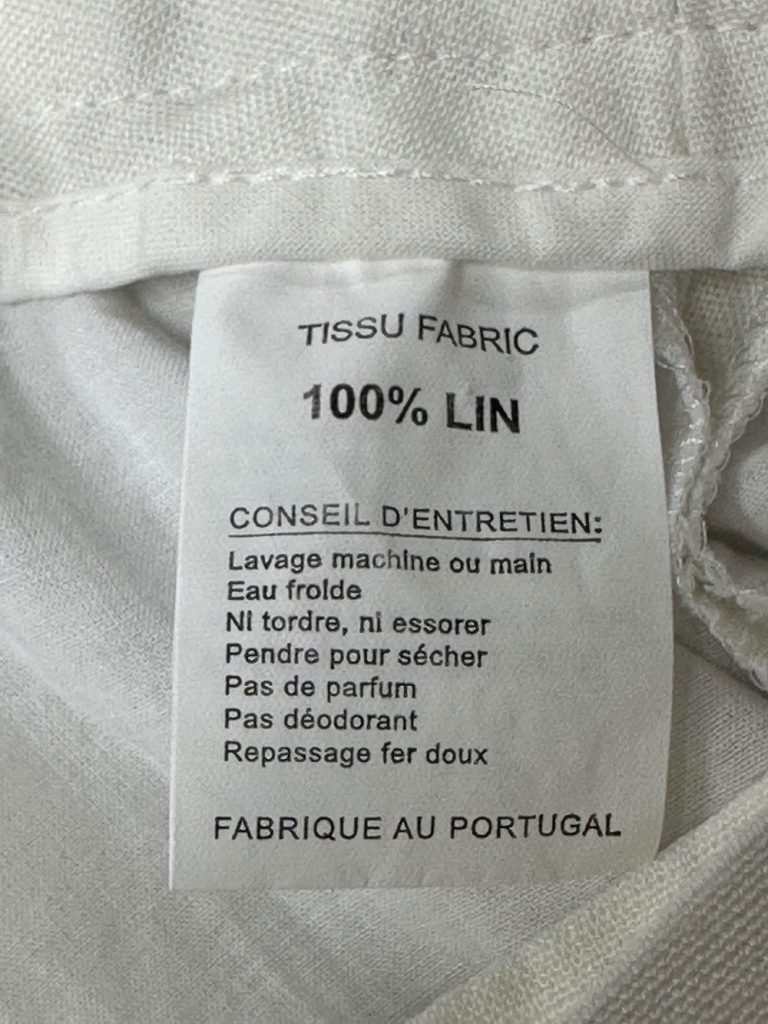 TISSU FABRIC
100% LIN
CONSEIL D'ENTRETIEN:
Lavage machine ou main
Eau froide
Ni tordre, ni essorer
Pendre pour sécher
Pas de parfum
Pas déodorant
Repassage fer doux
FABRIQUE AU PORTUGAL